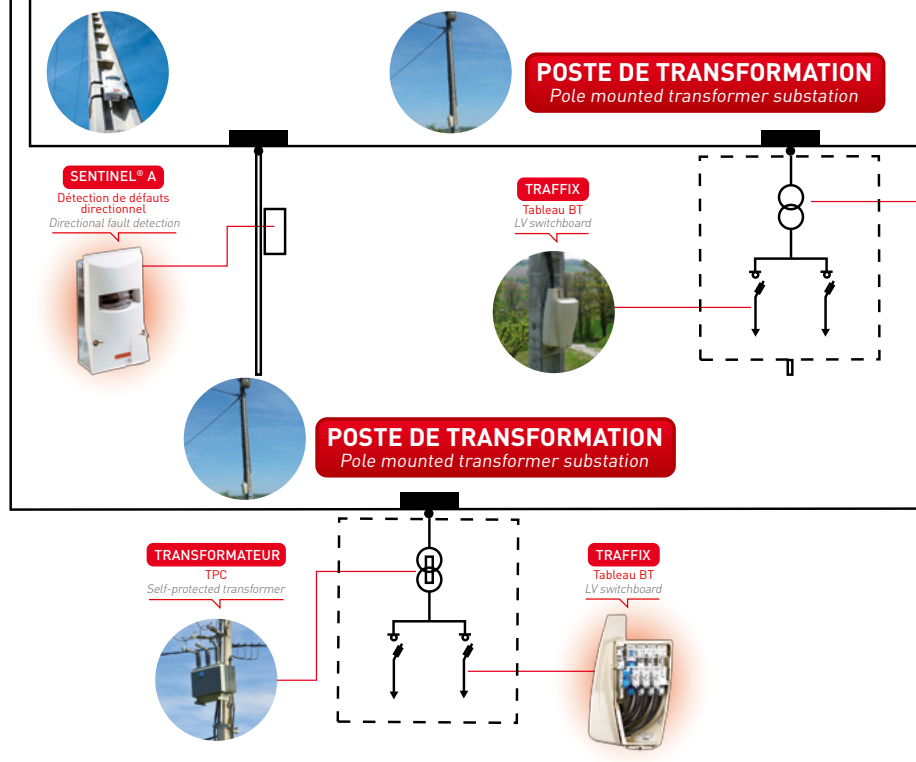 POSTE DE TRANSFORMATION
Pole mounted transformer substation
SENTINEL® A
Détection de défauts
directionnel
Directional fault detection
TRAFFIX
Tableau BT
LV switchboard
POSTE DE TRANSFORMATION
Pole mounted transformer substation
TRANSFORMATEUR
TPC
Self-protected transformer
TRAFFIX
Tableau BT
LV switchboard